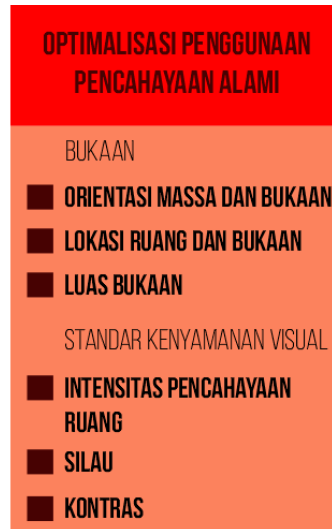 OPTIMALISASI PENGGUNAAN
PENCAHAYAAN ALAMI
BUKAAN
ORIENTASI MASSA DAN BUKAAN
LOKASI RUANG DAN BUKAAN
LUAS BUKAAN
STANDAR KENYAMANAN VISUAL
INTENSITAS PENCAHAYAAN
RUANG
SILAU
KONTRAS